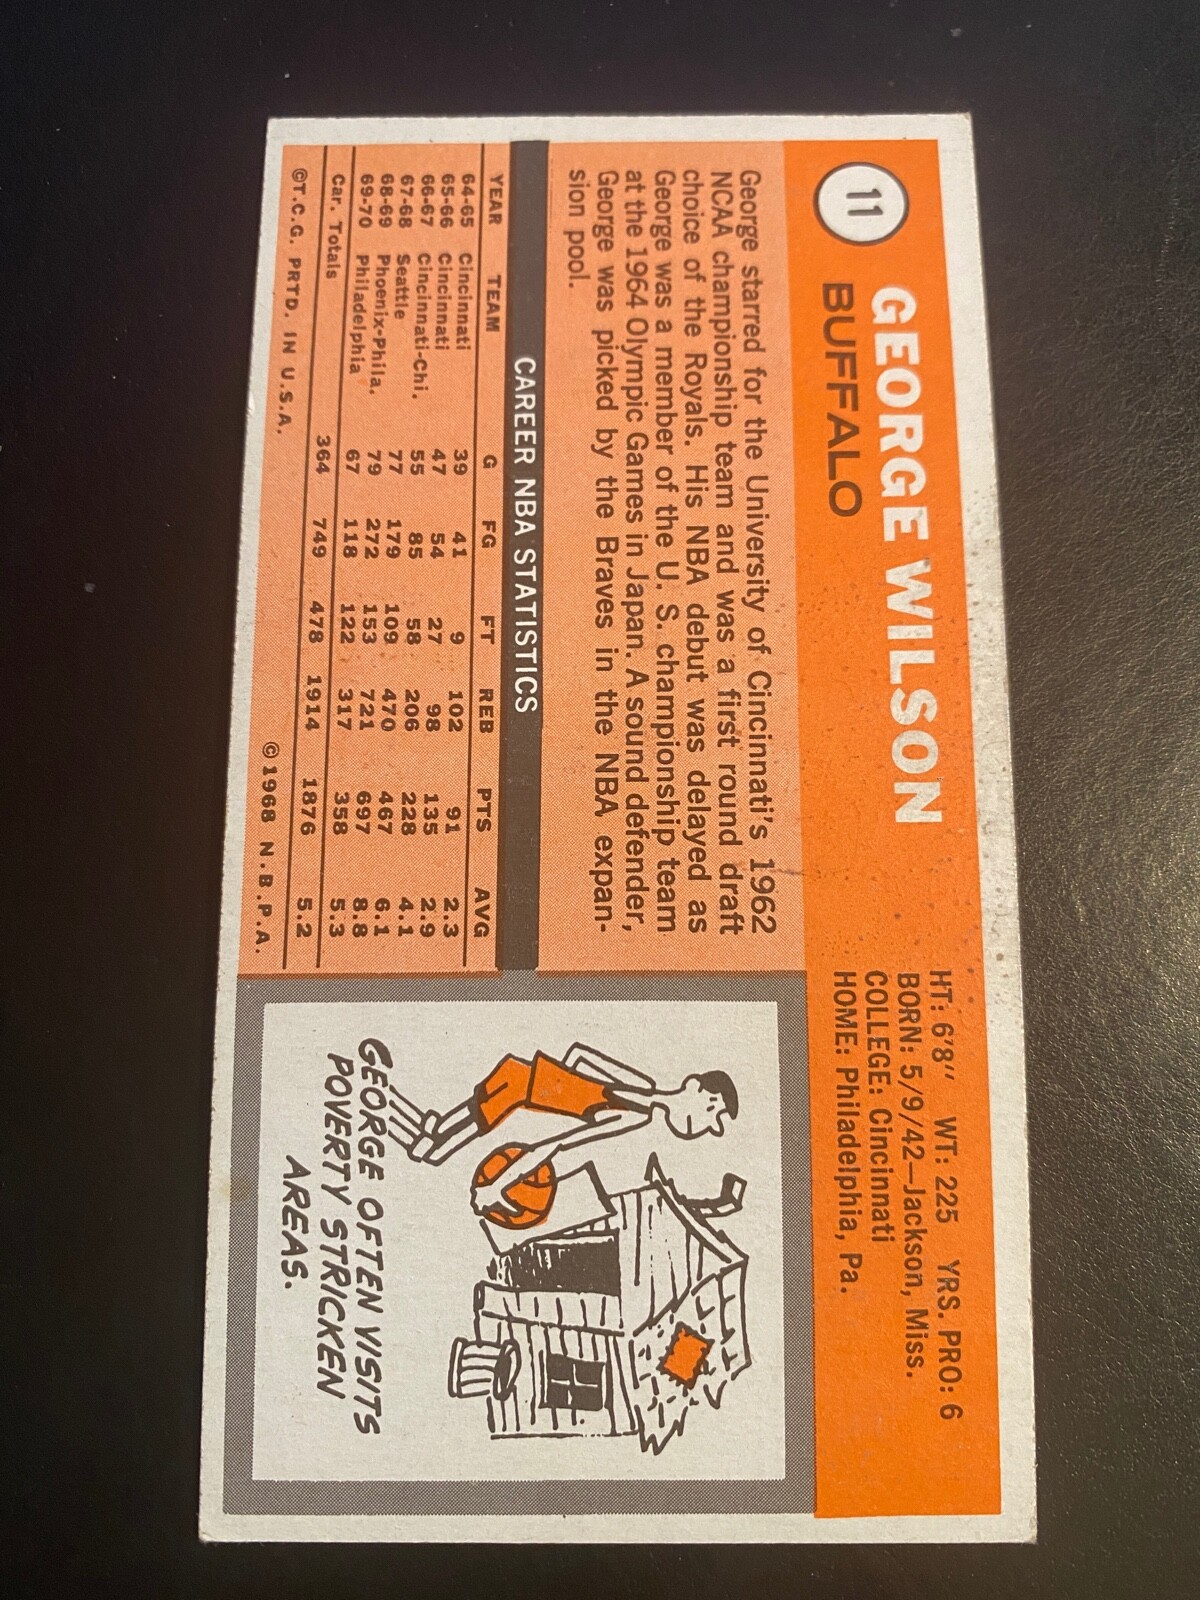 11
GEORGE WILSON
BUFFALO
HT: 6'8" WT: 225 YRS. PRO: 6
BORN: 5/9/42—Jackson, Miss.
COLLEGE: Cincinnati
HOME: Philadelphia, Pa.
George starred for the University of Cincinnati's 1962
NCAA championship team and was a first round draft
choice of the Royals. His NBA debut was delayed as
George was a member of the U. S. championship team
at the 1964 Olympic Games in Japan. A sound defender,
George was picked by the Braves in the NBA expan-
sion pool.
CAREER NBA STATISTICS
YEAR TEAM G FG FT REB PTS AVG
64-65 Cincinnati 39 41 9 102 91 2.3
65-66 Cincinnati 47 54 27 98 135 2.9
66-67 Cincinnati-Chi. 55 85 58 206 228 4.1
67-68 Seattle 77 179 109 470 467 6.1
68-69 Phoenix-Phila. 79 272 153 721 697 8.8
69-70 Philadelphia 67 118 122 317 358 5.3
Car. Totals 364 749 478 1914 1876 5.2
©T.C.G. PRTD. IN U.S.A. ©1968 N.B.P.A.
GEORGE OFTEN VISITS
POVERTY STRICKEN
AREAS.